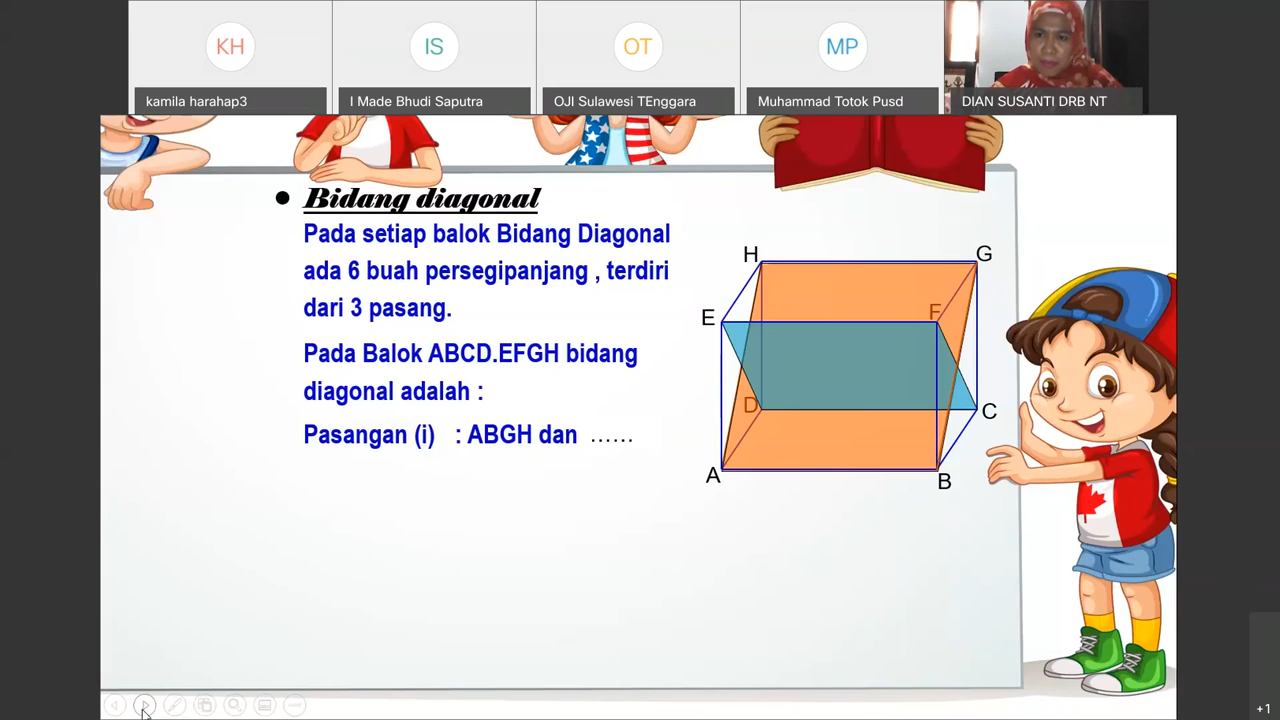 KH
IS
OT
MP
kamila harahap3
I Made Bhudi Saputra
OJI Sulawesi TEnggara
Muhammad Totok Pusd
DIAN SUSANTI DRB NT
• Bidang diagonal
Pada setiap balok Bidang Diagonal
ada 6 buah persegipanjang , terdiri
dari 3 pasang.
Pada Balok ABCD.EFGH bidang
diagonal adalah :
Pasangan (i) : ABGH dan ......
H
G
E
F
D
C
A
B
+1